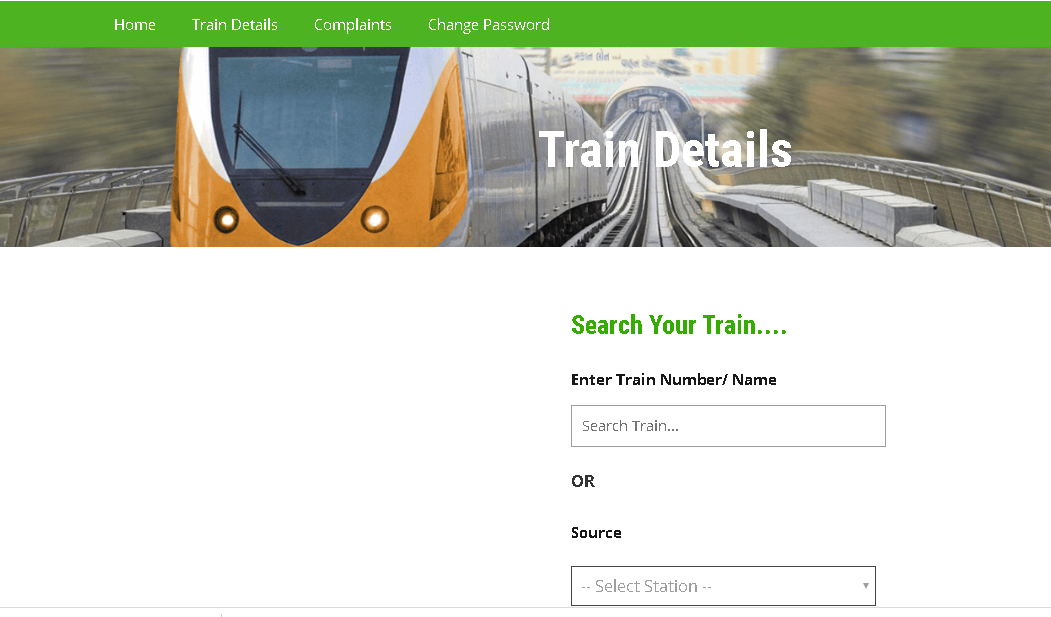 Home Train Details Complaints Change Password
Train Details
Search Your Train....
Enter Train Number/ Name
Search Train...
OR
Source
-- Select Station --